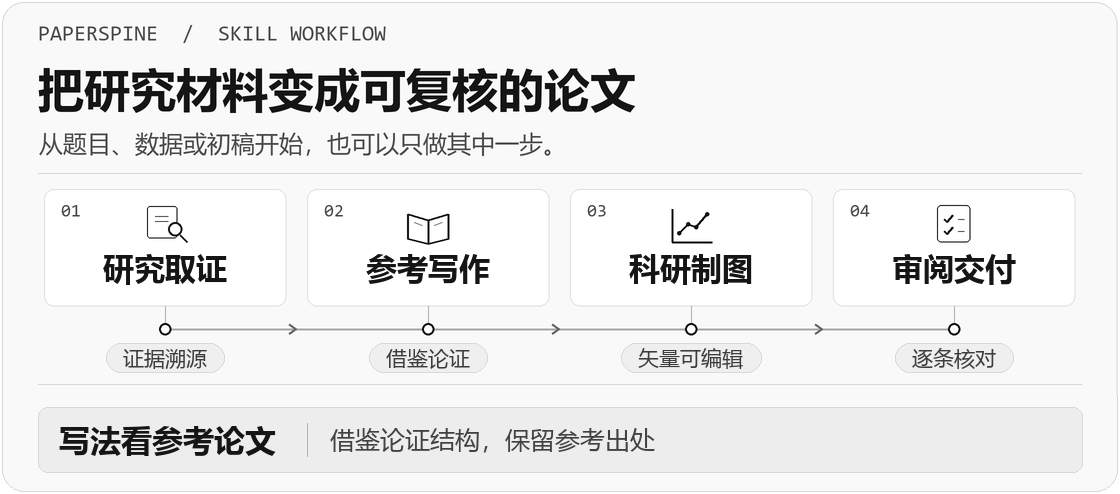 PAPERSPINE / SKILL WORKFLOW
把研究材料变成可复核的论文
从题目、数据或初稿开始，也可以只做其中一步。
01
研究取证
02
参考写作
03
科研制图
04
审阅交付
证据溯源
借鉴论证
矢量可编辑
逐条核对
写法看参考论文
借鉴论证结构，保留参考出处